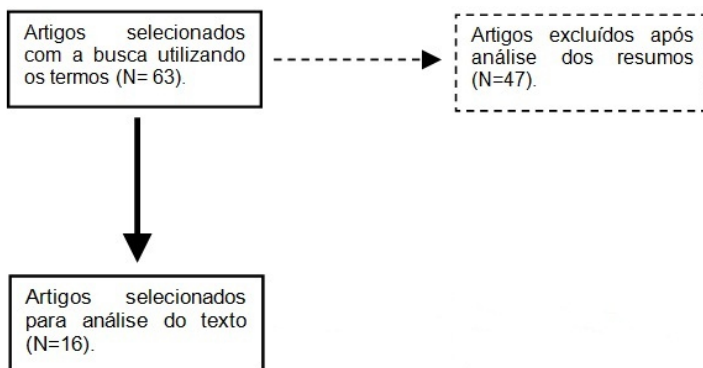 Artigos selecionados
com a busca utilizando
os termos (N= 63).
Artigos excluídos após
análise dos resumos
(N=47).
Artigos selecionados
para análise do texto
(N=16).